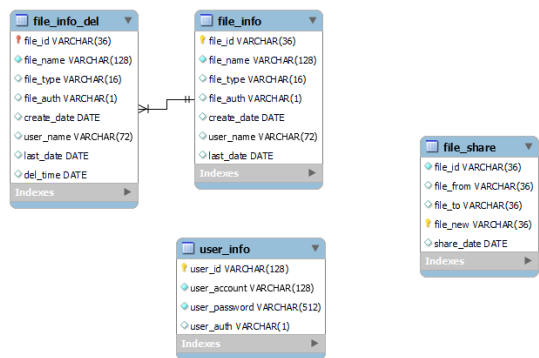 file_info_del
file_id VARCHAR(36)
file_name VARCHAR(128)
file_type VARCHAR(16)
file_auth VARCHAR(1)
create_date DATE
user_name VARCHAR(72)
last_date DATE
del_time DATE
Indexes
file_info
file_id VARCHAR(36)
file_name VARCHAR(128)
file_type VARCHAR(16)
file_auth VARCHAR(1)
create_date DATE
user_name VARCHAR(72)
last_date DATE
Indexes
file_share
file_id VARCHAR(36)
file_from VARCHAR(36)
file_to VARCHAR(36)
file_new VARCHAR(36)
share_date DATE
Indexes
user_info
user_id VARCHAR(128)
user_account VARCHAR(128)
user_password VARCHAR(512)
user_auth VARCHAR(1)
Indexes